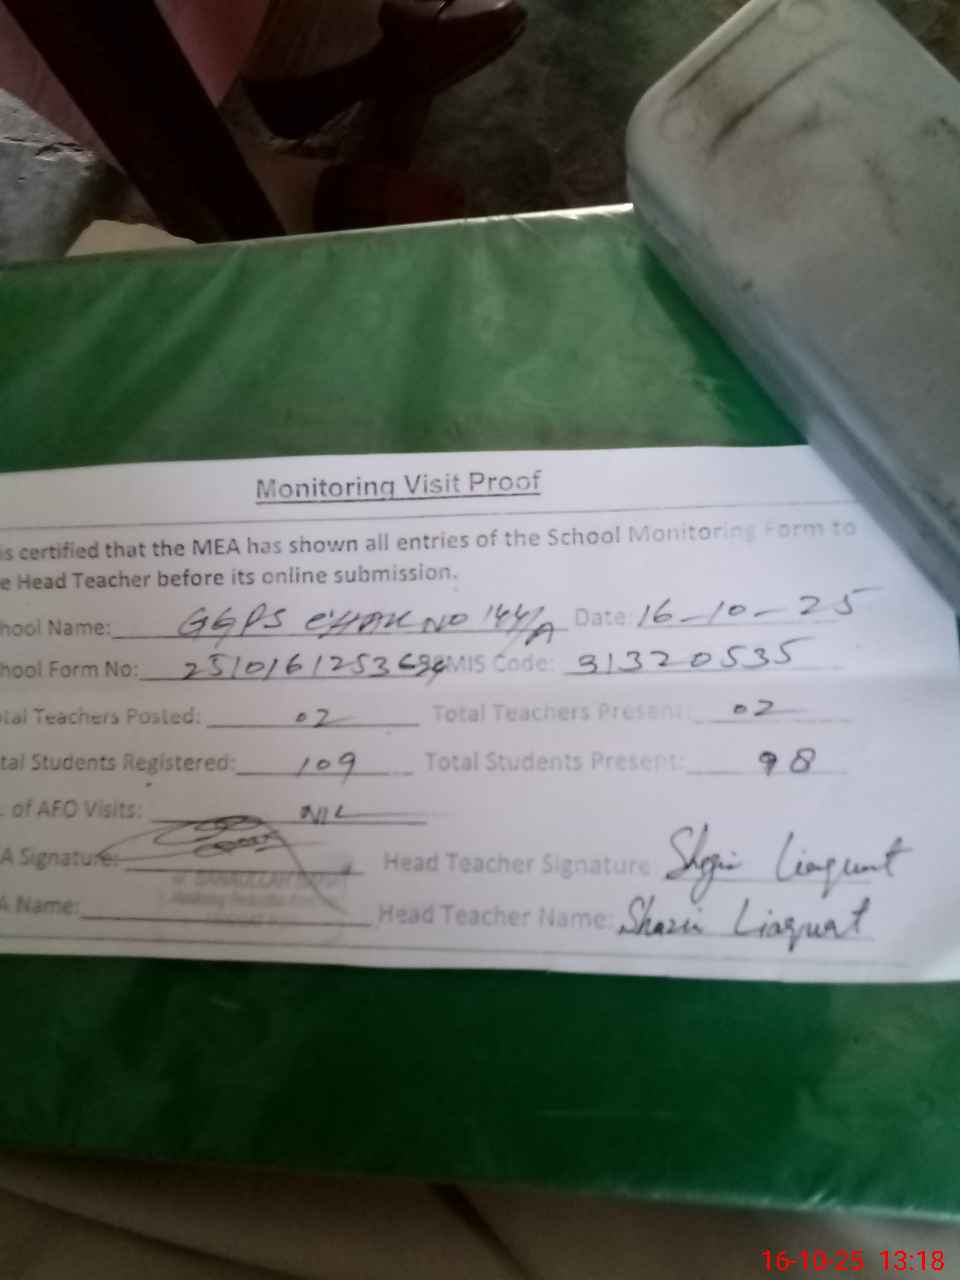 Monitoring Visit Proof
is certified that the MEA has shown all entries of the School Monitoring Form to
e Head Teacher before its online submission.
hool Name: GGPS CHAK NO 144/A Date: 16-10-25
hool Form No: 2510161253 MIS Code: 31320535
tal Teachers Posted: 02 Total Teachers Present: 02
tal Students Registered: 109 Total Students Present: 98
. of AFO Visits: NIL
A Signature: Head Teacher Signature Liaquat
A Name: Head Teacher Name: Liaquat
16-10-25 13:18